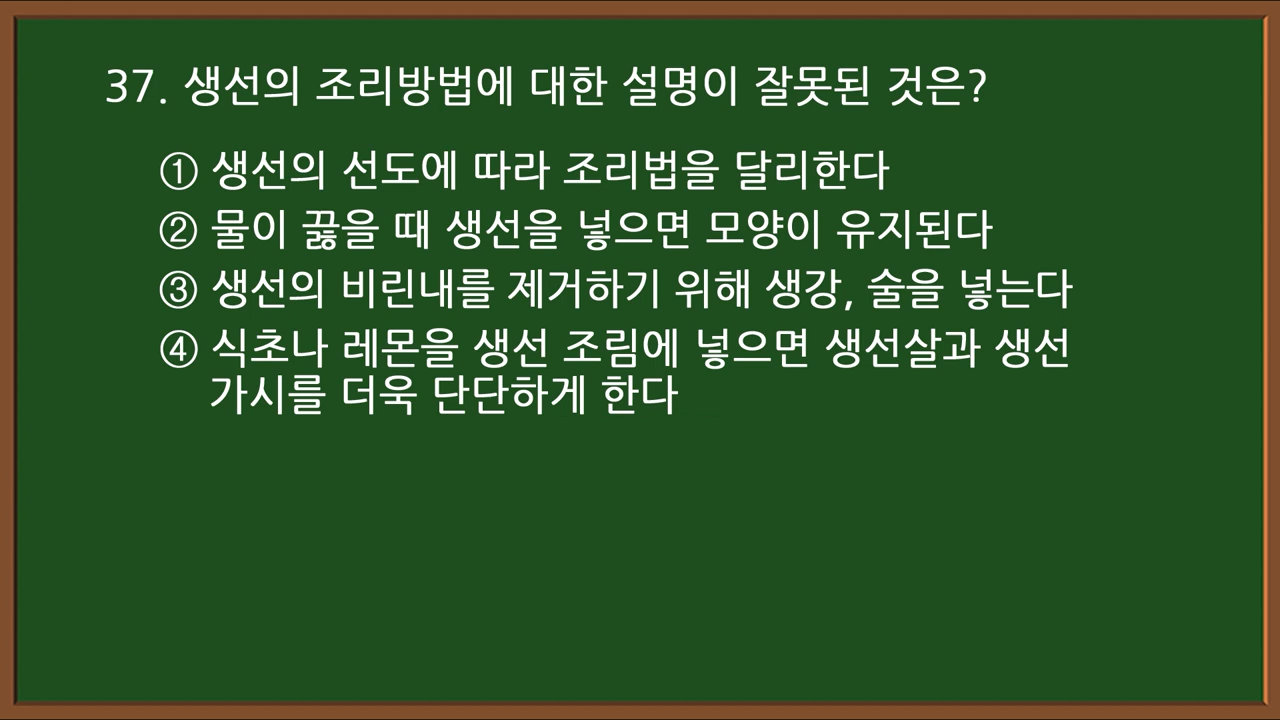 37. 생선의 조리방법에 대한 설명이 잘못된 것은?
① 생선의 선도에 따라 조리법을 달리한다
② 물이 끓을 때 생선을 넣으면 모양이 유지된다
③ 생선의 비린내를 제거하기 위해 생강, 술을 넣는다
④ 식초나 레몬을 생선 조림에 넣으면 생선살과 생선
가시를 더욱 단단하게 한다